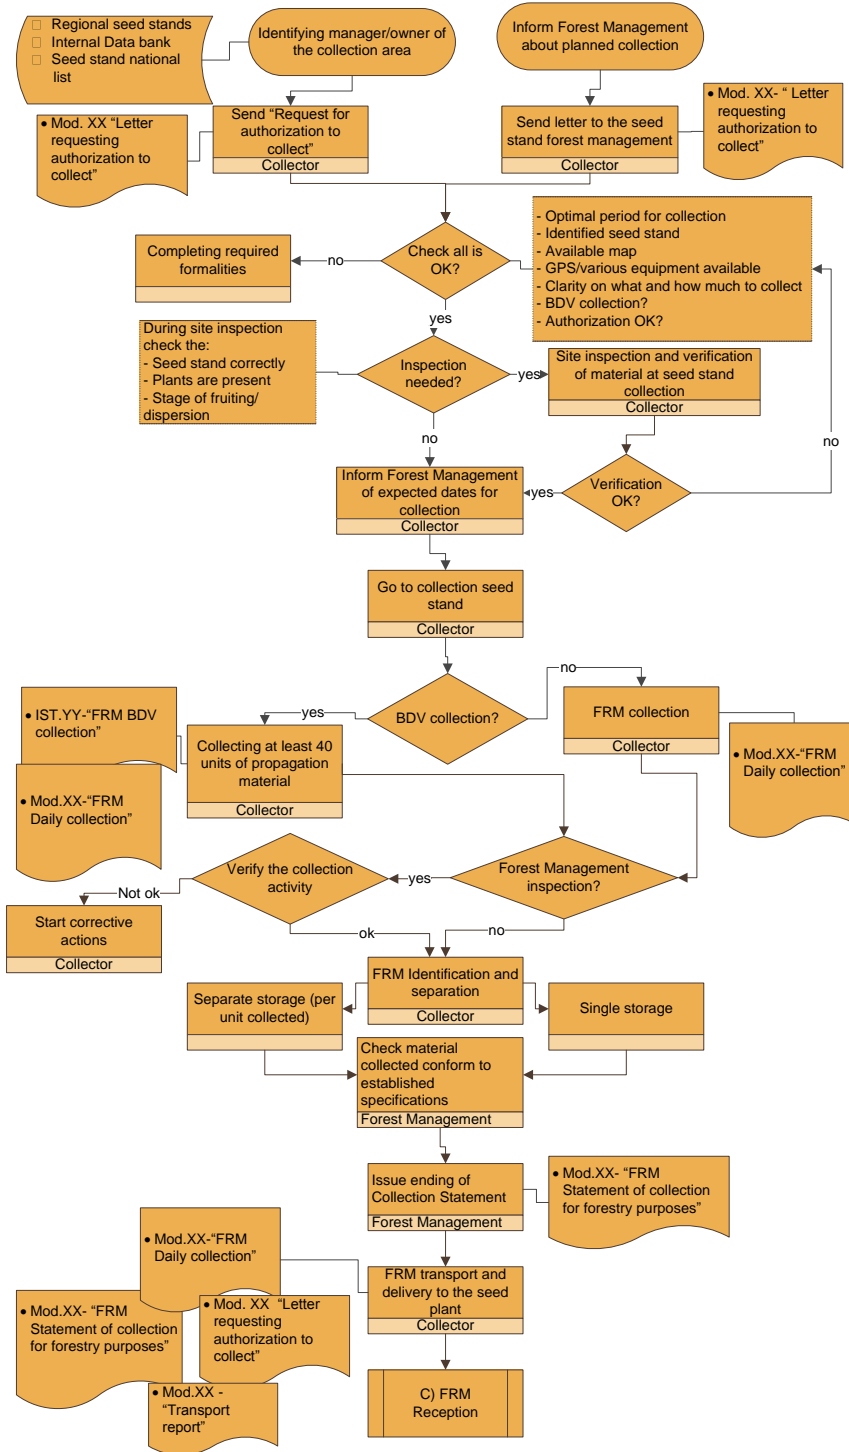 Regional seed stands
Internal Data bank
Seed stand national
list
Identifying manager/owner of
the collection area
Inform Forest Management
about planned collection
• Mod. XX "Letter
requesting
authorization to
collect"
Send "Request for
authorization to
collect"
Collector
Send letter to the seed
stand forest management
Collector
• Mod. XX- " Letter
requesting
authorization to
collect"
Completing required
formalities
no
Check all is
OK?
- Optimal period for collection
- Identified seed stand
- Available map
- GPS/various equipment available
- Clarity on what and how much to collect
- BDV collection?
- Authorization OK?
yes
During site inspection
check the:
- Seed stand correctly
- Plants are present
- Stage of fruiting/
dispersion
Inspection
needed?
yes
Site inspection and verification
of material at seed stand
collection
Collector
no
no
Inform Forest Management
of expected dates for
collection
Collector
yes
Verification
OK?
Go to collection seed
stand
Collector
no
yes
BDV collection?
• IST.YY-"FRM BDV
collection"
• Mod.XX-"FRM
Daily collection"
Collecting at least 40
units of propagation
material
Collector
FRM collection
Collector
• Mod.XX-"FRM
Daily collection"
Verify the collection
activity
yes
Forest Management
inspection?
Not ok
Start corrective
actions
Collector
ok
no
FRM Identification and
separation
Collector
Separate storage (per
unit collected)
Single storage
Check material
collected conform to
established
specifications
Forest Management
Issue ending of
Collection Statement
Forest Management
• Mod.XX- "FRM
Statement of collection
for forestry purposes"
• Mod.XX-"FRM
Daily collection"
FRM transport and
delivery to the seed
plant
Collector
• Mod.XX- "FRM
Statement of collection
for forestry purposes"
• Mod. XX "Letter
requesting
authorization to
collect"
• Mod.XX -
"Transport
report"
C) FRM
Reception